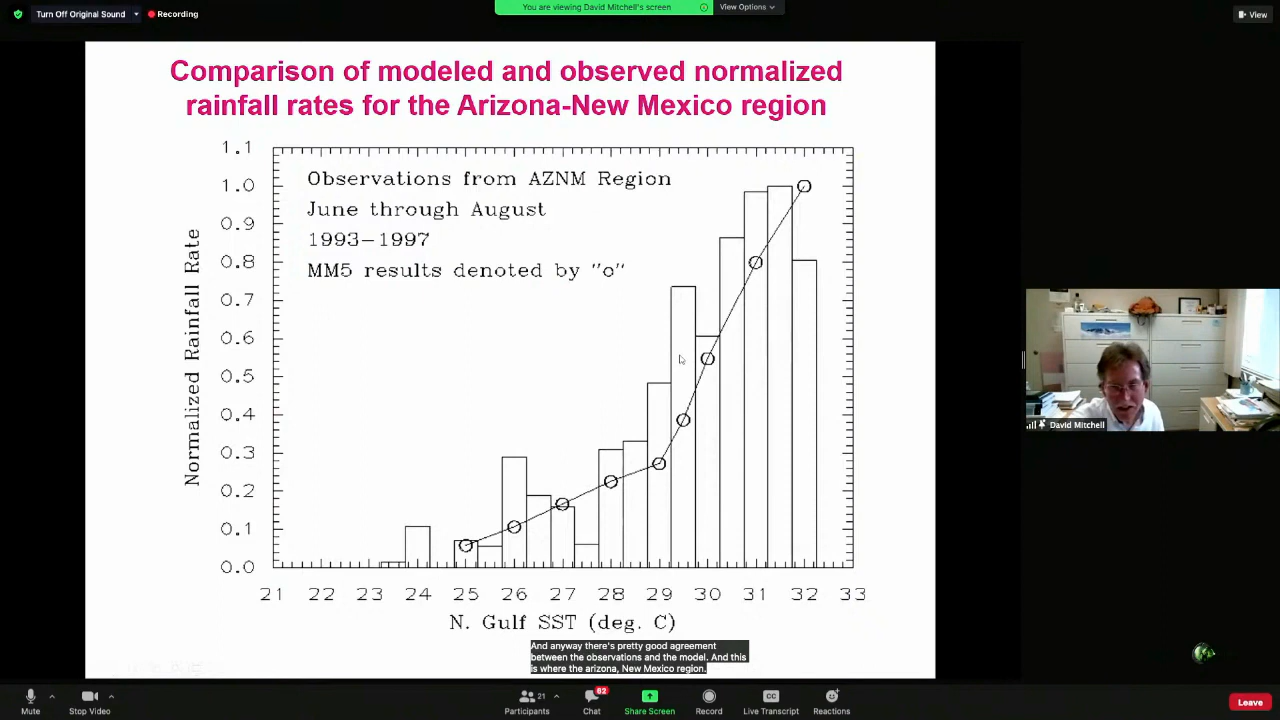 Turn Off Original Sound
Recording
You are viewing David Mitchell's screen
View Options
View
Comparison of modeled and observed normalized
rainfall rates for the Arizona-New Mexico region
1.1
1.0
0.9
0.8
0.7
0.6
0.5
0.4
0.3
0.2
0.1
0.0
Normalized Rainfall Rate
Observations from AZNM Region
June through August
1993-1997
MM5 results denoted by "o"
21 22 23 24 25 26 27 28 29 30 31 32 33
N. Gulf SST (deg. C)
And anyway there's pretty good agreement
between the observations and the model. And this
is where the arizona, New Mexico region.
David Mitchell
Mute
Stop Video
21
Participants
62
Chat
Share Screen
Record
CC
Live Transcript
Reactions
Leave